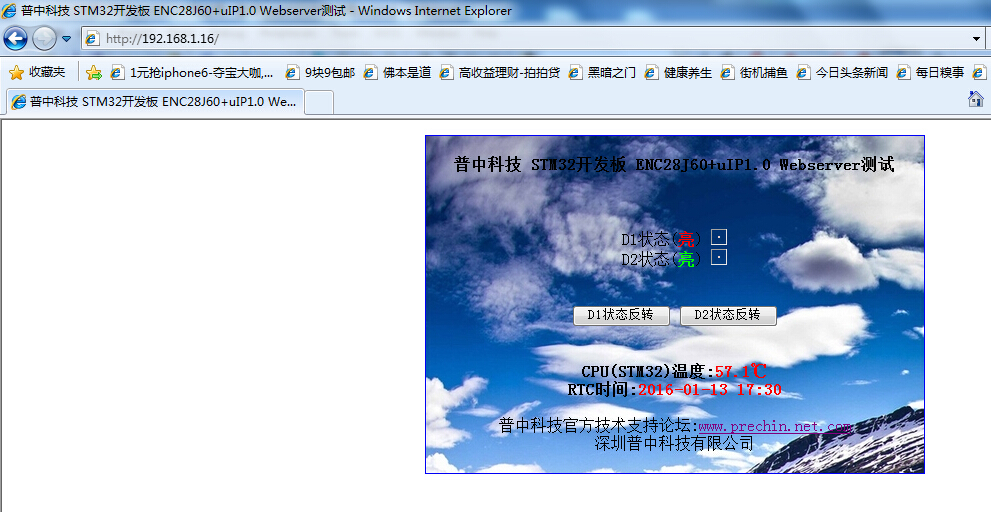 普中科技 STM32开发板 ENC28J60+uIP1.0 Webserver测试 - Windows Internet Explorer
http://192.168.1.16/
收藏夹 1元抢iphone6-夺宝大咖,... 9块9包邮 佛本是道 高收益理财-拍拍贷 黑暗之门 健康养生 街机捕鱼 今日头条新闻 每日糗事
普中科技 STM32开发板 ENC28J60+uIP1.0 We...
普中科技 STM32开发板 ENC28J60+uIP1.0 Webserver测试
D1状态(亮)
D2状态(亮)
D1状态反转 D2状态反转
CPU(STM32)温度:57.1℃
RTC时间:2016-01-13 17:30
普中科技官方技术支持论坛:www.prechin.net.com
深圳普中科技有限公司